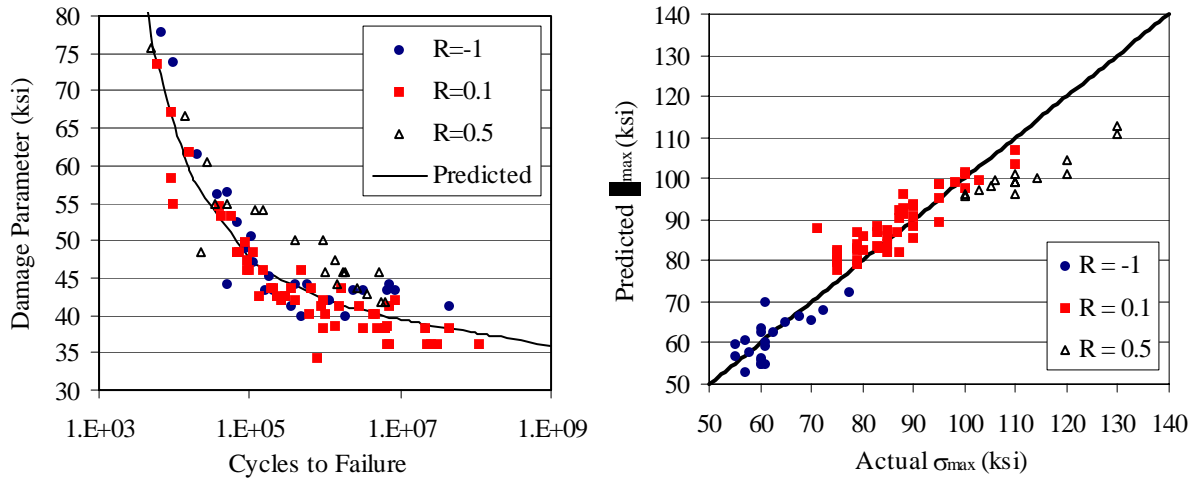 80
75
70
65
60
55
50
45
40
35
30
Damage Parameter (ksi)
1.E+03
1.E+05
1.E+07
1.E+09
Cycles to Failure
R=-1
R=0.1
R=0.5
Predicted
140
130
120
110
100
90
80
70
60
50
Predicted max (ksi)
50 60 70 80 90 100 110 120 130 140
Actual σmax (ksi)
R = -1
R = 0.1
R = 0.5